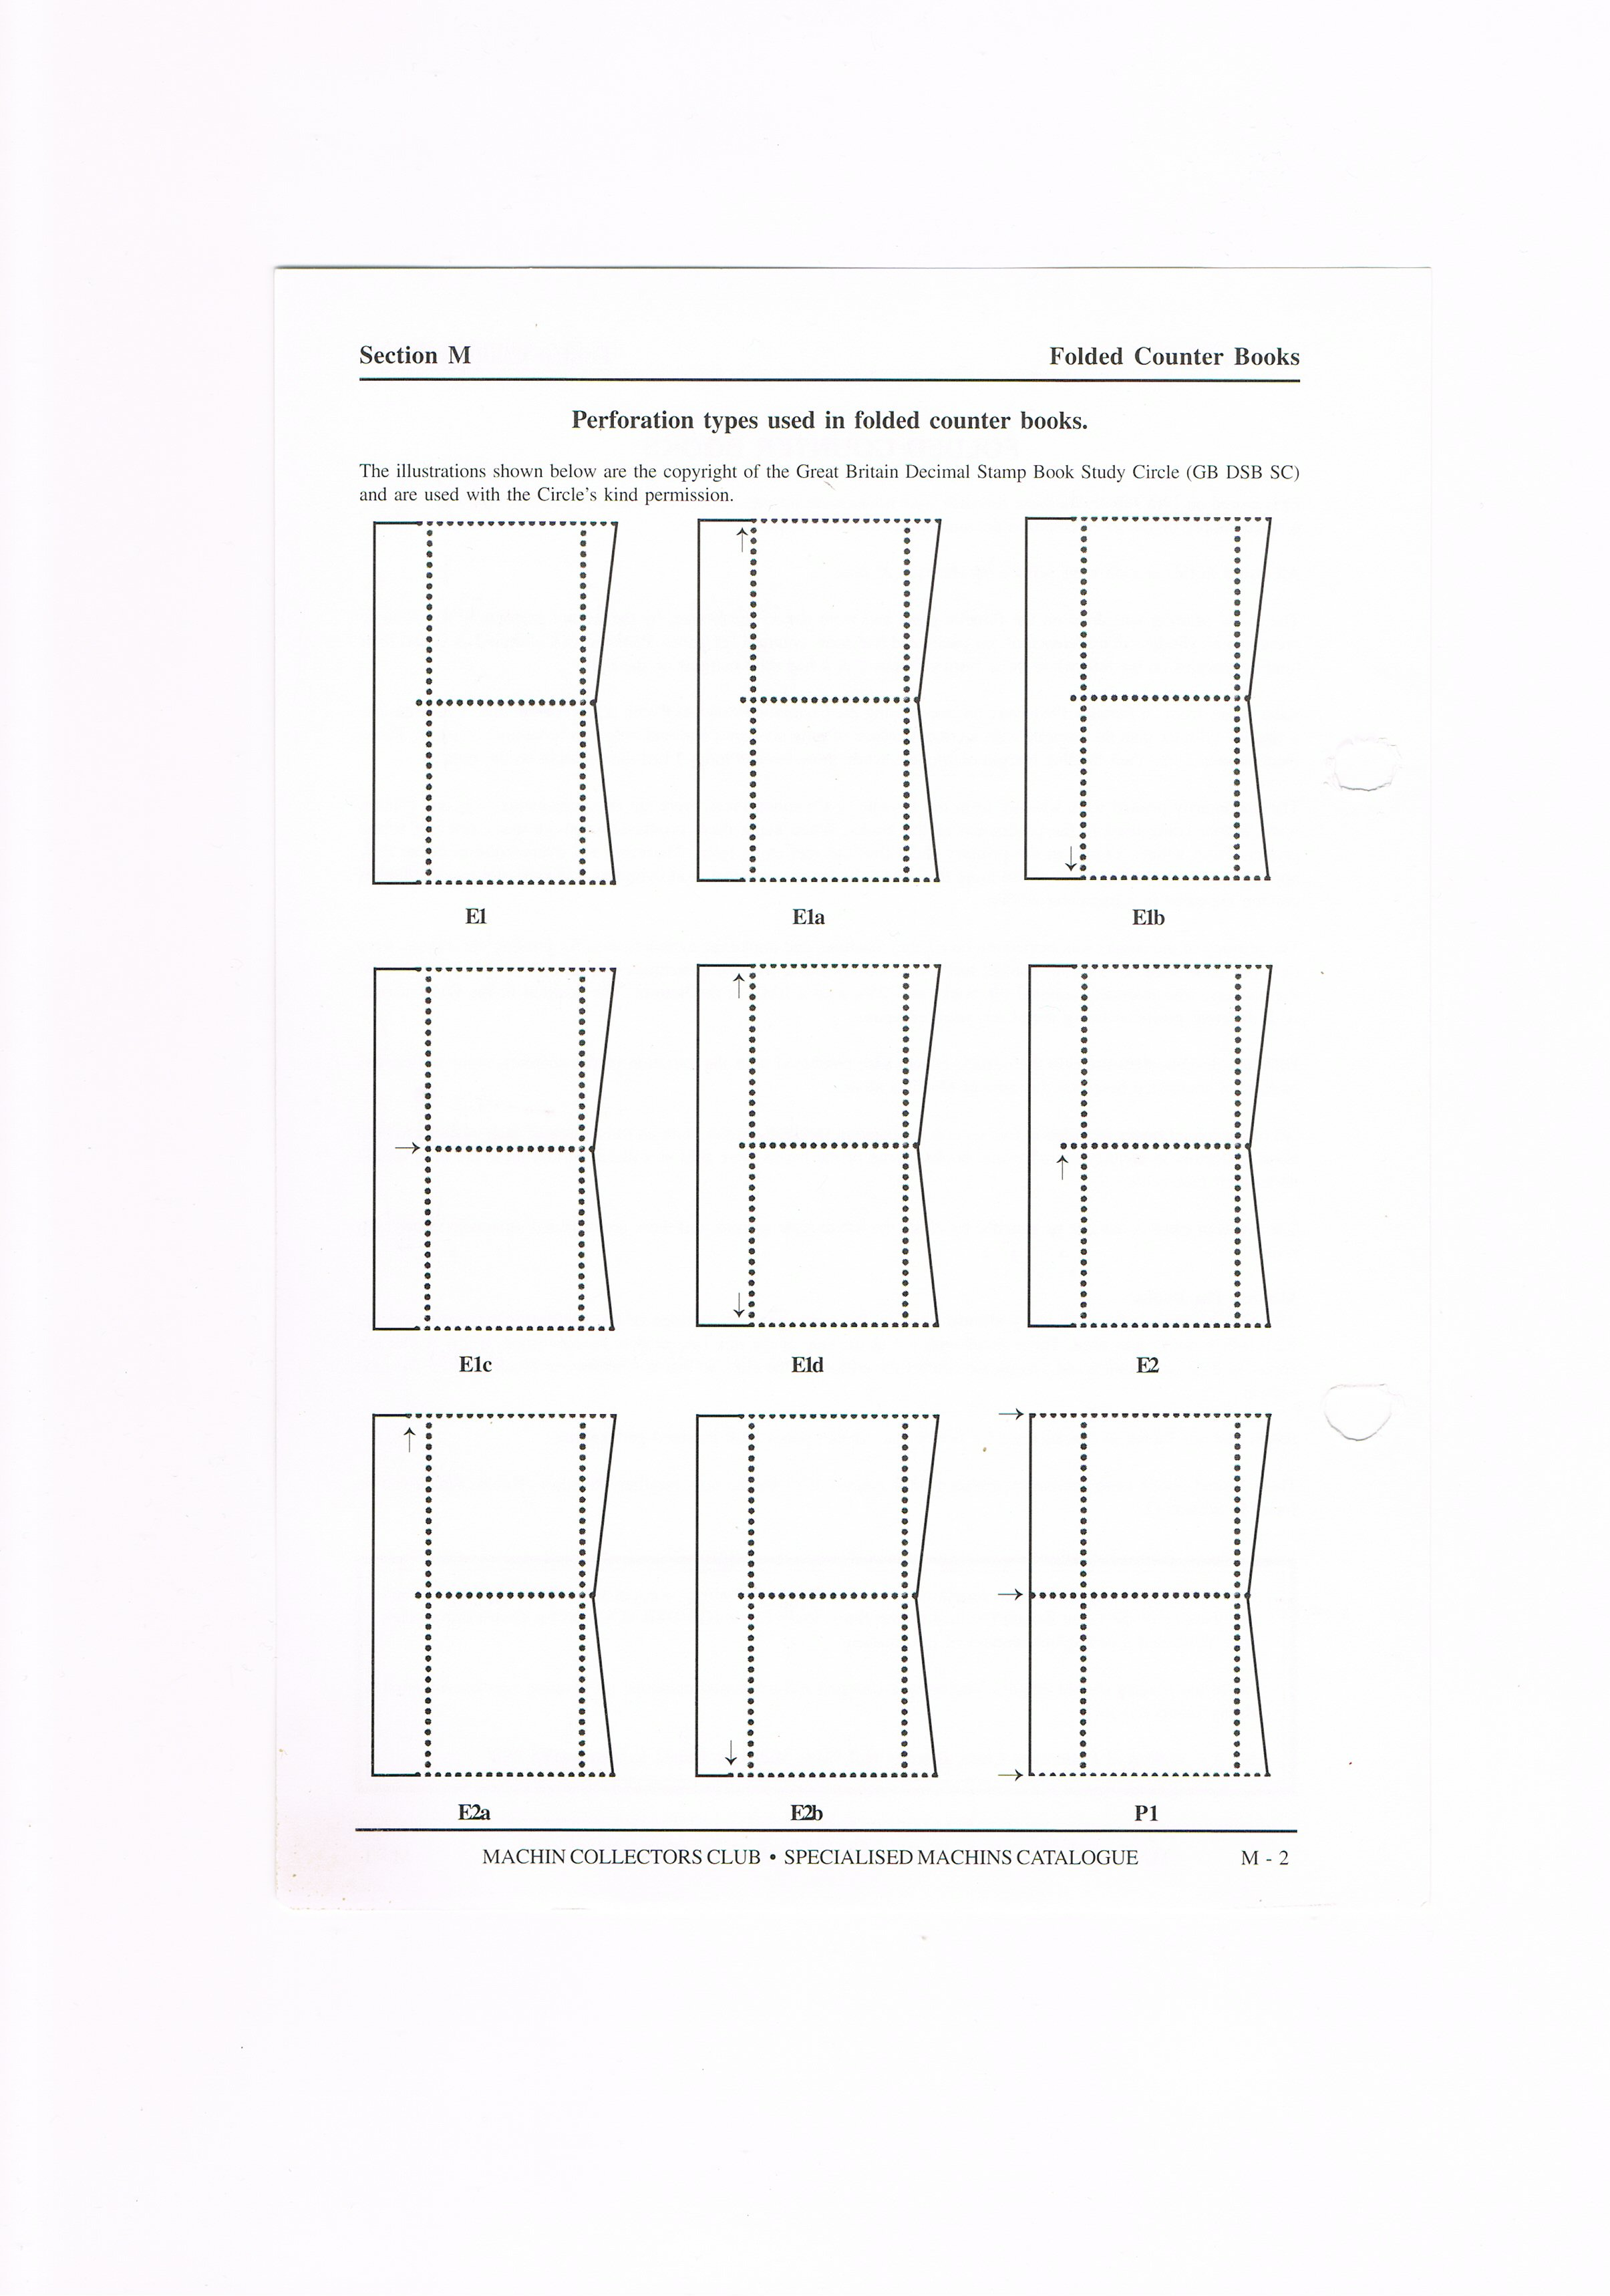 Section M
Folded Counter Books
Perforation types used in folded counter books.
The illustrations shown below are the copyright of the Great Britain Decimal Stamp Book Study Circle (GB DSB SC)
and are used with the Circle's kind permission.
E1
E1a
E1b
E1c
E1d
E2
E2a
E2b
P1
MACHIN COLLECTORS CLUB • SPECIALISED MACHINS CATALOGUE
M - 2